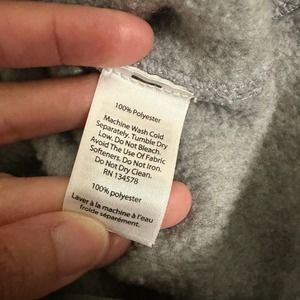 100% Polyester
Machine Wash Cold
Separately. Tumble Dry
Low. Do Not Bleach.
Avoid The Use Of Fabric
Softeners. Do Not Iron.
Do Not Dry Clean.
RN 134578
100% polyester
Laver à la machine à l'eau
froide séparément.